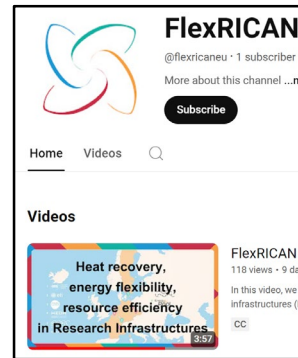 FlexRICAN
@flexricaneu · 1 subscriber
More about this channel
Subscribe
Home Videos
Videos
Heat recovery,
energy flexibility,
resource efficiency
in Research Infrastructures
3:57
FlexRICAN
118 views • 9
In this video, we
infrastructures
CC